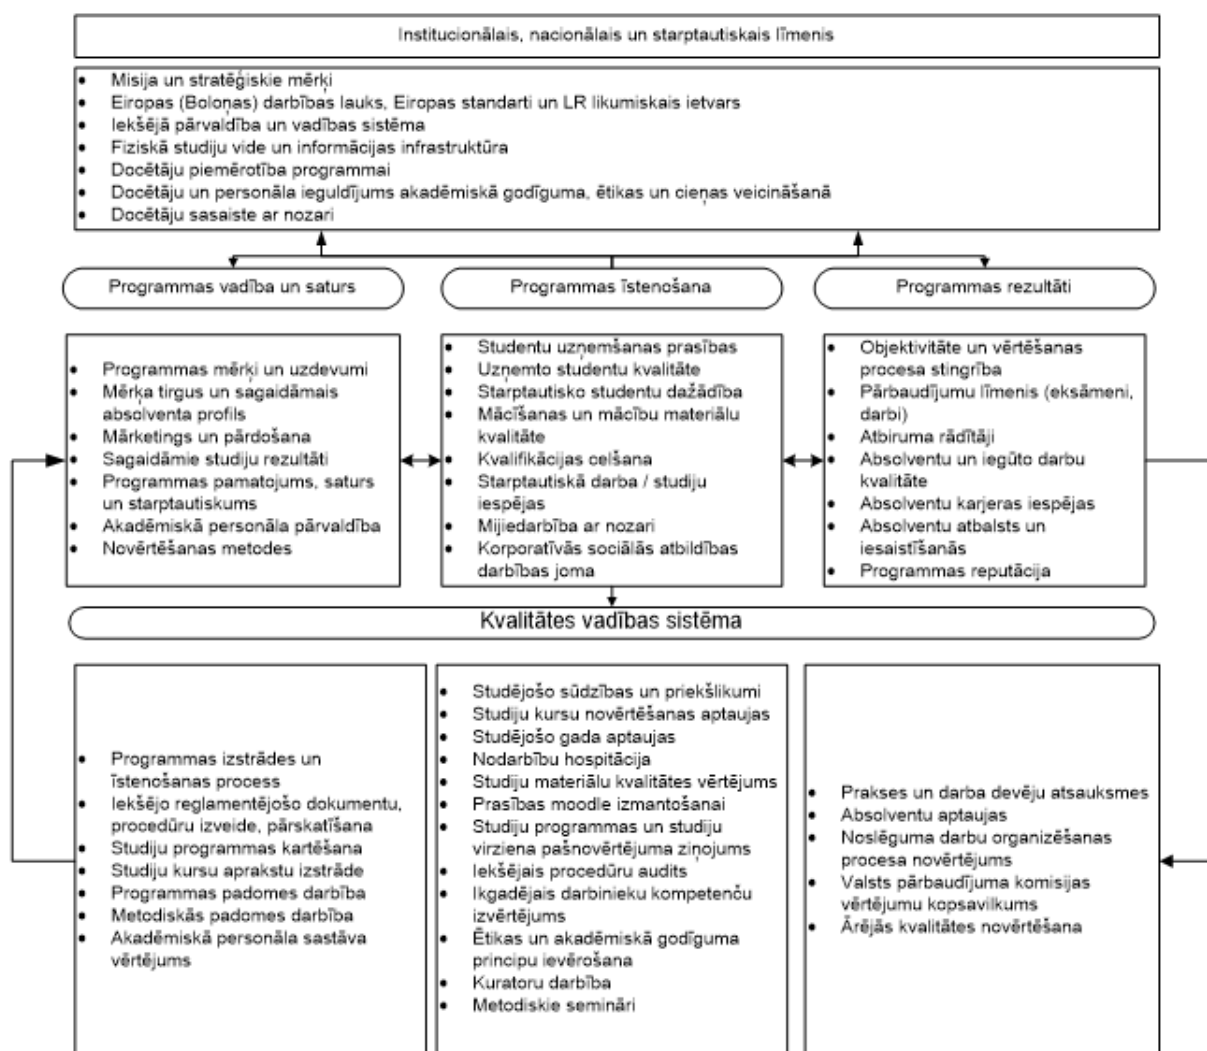 Institucionālais, nacionālais un starptautiskais līmenis
• Misija un stratēģiskie mērķi
• Eiropas (Boloņas) darbības lauks, Eiropas standarti un LR likumiskais ietvars
• Iekšējā pārvaldība un vadības sistēma
• Fiziskā studiju vide un informācijas infrastruktūra
• Docētāju piemērotība programmai
• Docētāju un personāla ieguldījums akadēmiskā godīguma, ētikas un cieņas veicināšanā
• Docētāju sasaiste ar nozari
Programmas vadība un saturs
Programmas īstenošana
Programmas rezultāti
• Programmas mērķi un uzdevumi
• Mērķa tirgus un sagaidāmais
absolventa profils
• Mārketings un pārdošana
• Sagaidāmie studiju rezultāti
• Programmas pamatojums, saturs
un starptautiskums
• Akadēmiskā personāla pārvaldība
• Novērtēšanas metodes
• Studentu uzņemšanas prasības
• Uzņemto studentu kvalitāte
• Starptautisko studentu dažādība
• Mācīšanas un mācību materiālu
kvalitāte
• Kvalifikācijas celšana
• Starptautiskā darba / studiju
iespējas
• Mijiedarbība ar nozari
• Korporatīvās sociālās atbildības
darbības joma
• Objektivitāte un vērtēšanas
procesa stingrība
• Pārbaudījumu līmenis (eksāmeni,
darbi)
• Atbiruma rādītāji
• Absolventu un iegūto darbu
kvalitāte
• Absolventu karjeras iespējas
• Absolventu atbalsts un
iesaistīšanās
• Programmas reputācija
Kvalitātes vadības sistēma
• Programmas izstrādes un
īstenošanas process
• Iekšējo reglamentējošo dokumentu,
procedūru izveide, pārskatīšana
• Studiju programmas kartēšana
• Studiju kursu aprakstu izstrāde
• Programmas padomes darbība
• Metodiskās padomes darbība
• Akadēmiskā personāla sastāva
vērtējums
• Studējošo sūdzības un priekšlikumi
• Studiju kursu novērtēšanas aptaujas
• Studējošo gada aptaujas
• Nodarbību hospitācija
• Studiju materiālu kvalitātes vērtējums
• Prasības moodle izmantošanai
• Studiju programmas un studiju
virziena pašnovērtējuma ziņojums
• Iekšējais procedūru audits
• Ikgadējais darbinieku kompetenču
izvērtējums
• Ētikas un akadēmiskā godīguma
principu ievērošana
• Kuratoru darbība
• Metodiskie semināri
• Prakses un darba devēju atsauksmes
• Absolventu aptaujas
• Noslēguma darbu organizēšanas
procesa novērtējums
• Valsts pārbaudījuma komisijas
vērtējumu kopsavilkums
• Ārējās kvalitātes novērtēšana